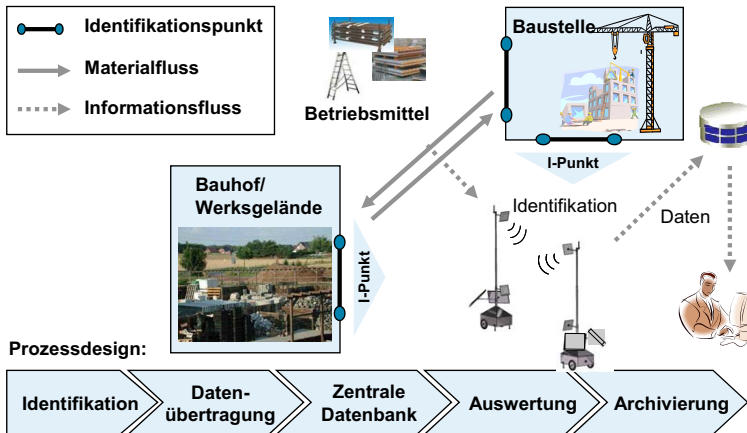 Identifikationspunkt
Materialfluss
Informationsfluss
Betriebsmittel
Baustelle
I-Punkt
Bauhof/
Werksgelände
I-Punkt
Identifikation
Daten
Prozessdesign:
Identifikation
Daten-
übertragung
Zentrale
Datenbank
Auswertung
Archivierung